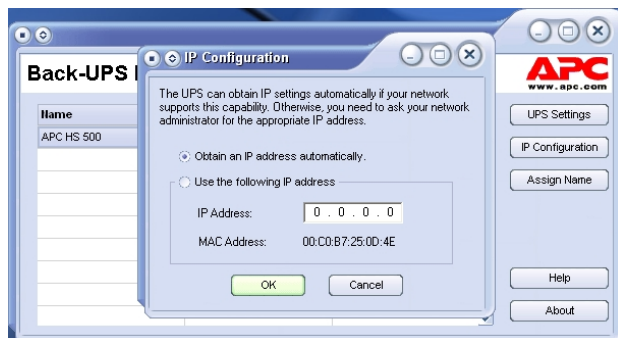 IP Configuration
Back-UPS
APC
www.apc.com
The UPS can obtain IP settings automatically if your network
supports this capability. Otherwise, you need to ask your network
administrator for the appropriate IP address.
Name
APC HS 500
Obtain an IP address automatically.
Use the following IP address
IP Address:
0 . 0 . 0 . 0
MAC Address:
00:C0:B7:25:0D:4E
OK
Cancel
UPS Settings
IP Configuration
Assign Name
Help
About